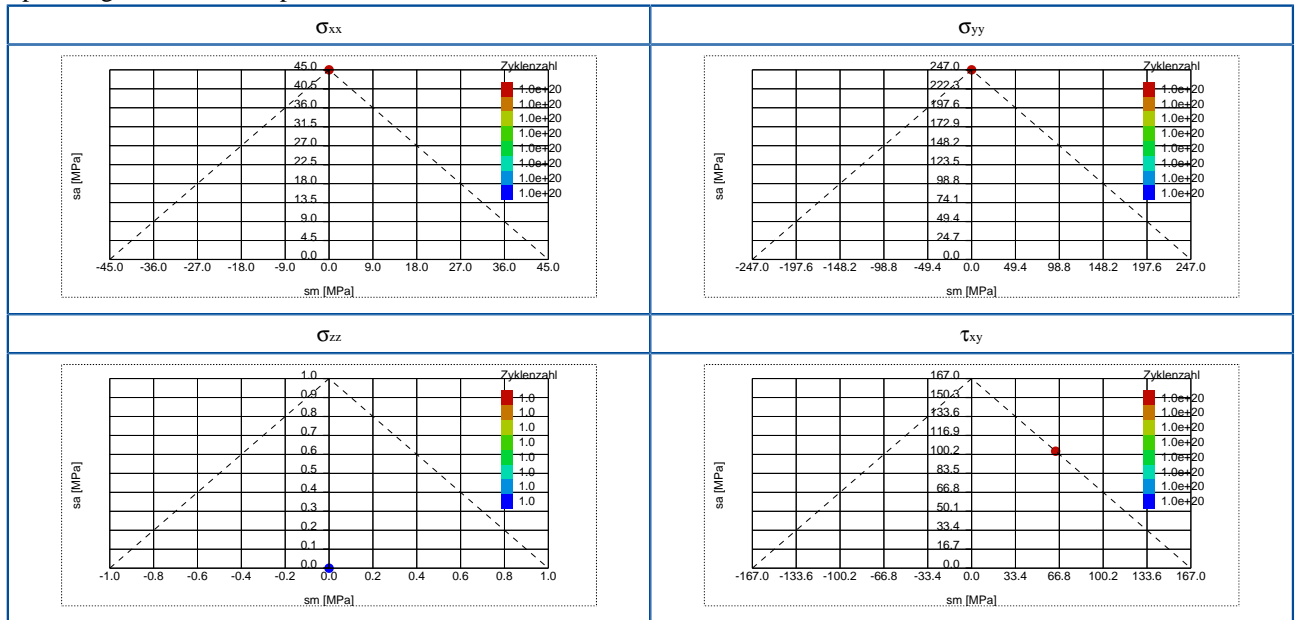 σxx
σyy
Zyklenzahl
45.0
40.5
36.0
31.5
27.0
22.5
18.0
13.5
9.0
4.5
0.0
1.0e+20
1.0e+20
1.0e+20
1.0e+20
1.0e+20
1.0e+20
1.0e+20
1.0e+20
sa [MPa]
-45.0 -36.0 -27.0 -18.0 -9.0 0.0 9.0 18.0 27.0 36.0 45.0
sm [MPa]
Zyklenzahl
247.0
222.3
197.6
172.9
148.2
123.5
98.8
74.1
49.4
24.7
0.0
1.0e+20
1.0e+20
1.0e+20
1.0e+20
1.0e+20
1.0e+20
1.0e+20
1.0e+20
sa [MPa]
-247.0 -197.6 -148.2 -98.8 -49.4 0.0 49.4 98.8 148.2 197.6 247.0
sm [MPa]
σzz
τxy
Zyklenzahl
1.0
0.9
0.8
0.7
0.6
0.5
0.4
0.3
0.2
0.1
0.0
1.0
1.0
1.0
1.0
1.0
1.0
1.0
1.0
sa [MPa]
-1.0 -0.8 -0.6 -0.4 -0.2 0.0 0.2 0.4 0.6 0.8 1.0
sm [MPa]
Zyklenzahl
167.0
150.3
133.6
116.9
100.2
83.5
66.8
50.1
33.4
16.7
0.0
1.0e+20
1.0e+20
1.0e+20
1.0e+20
1.0e+20
1.0e+20
1.0e+20
1.0e+20
sa [MPa]
-167.0 -133.6 -100.2 -66.8 -33.4 0.0 33.4 66.8 100.2 133.6 167.0
sm [MPa]